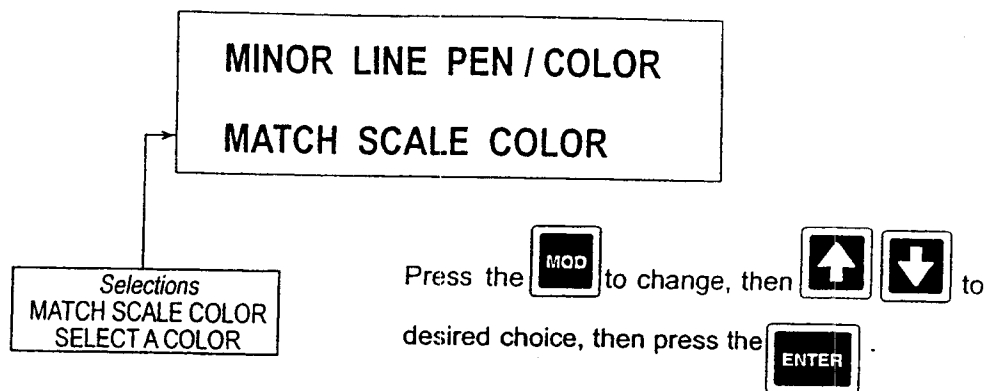 MINOR LINE PEN / COLOR
MATCH SCALE COLOR
Selections
MATCH SCALE COLOR
SELECT A COLOR
Press the MOD to change, then to
desired choice, then press the ENTER .